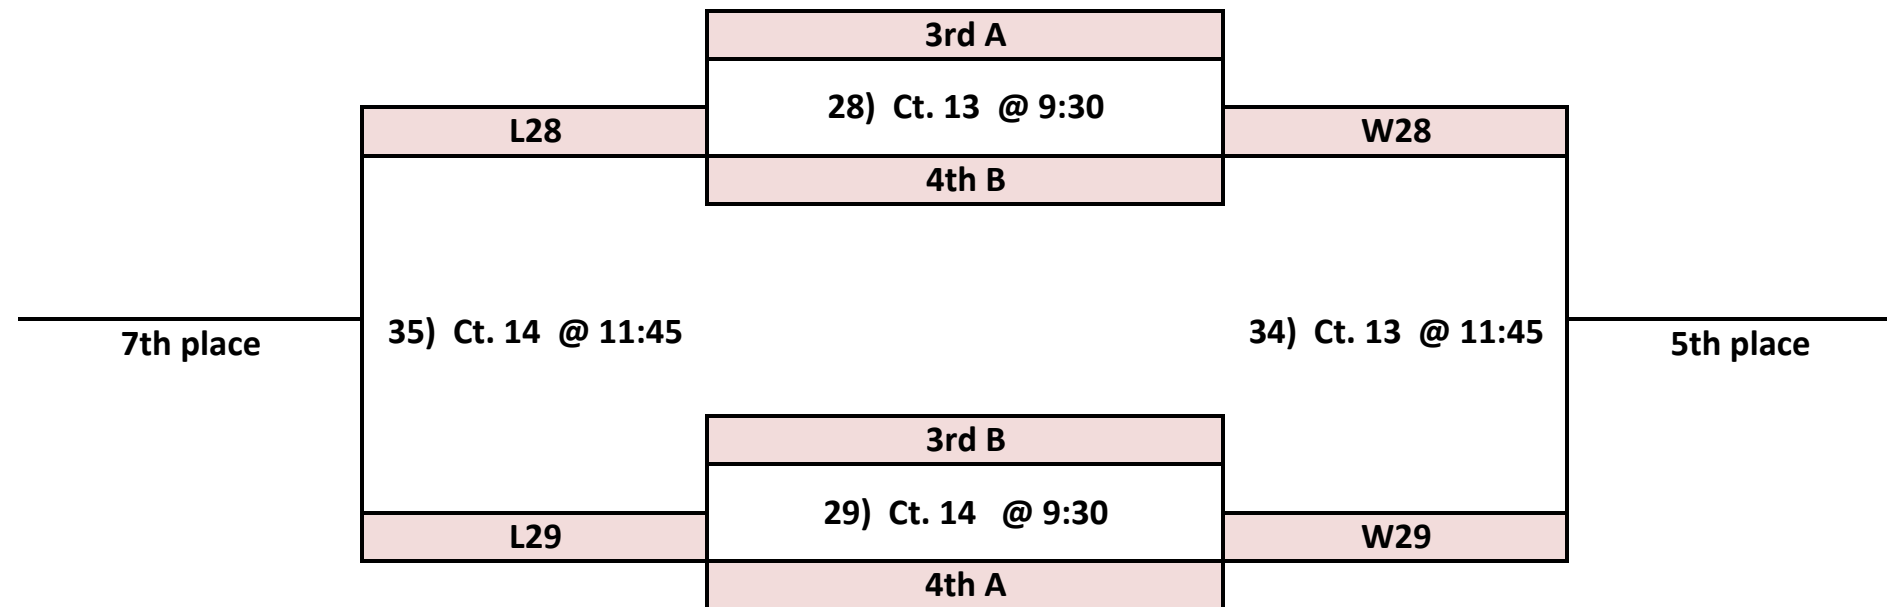 3rd A
28) Ct. 13 @ 9:30
L28
W28
4th B
35) Ct. 14 @ 11:45
34) Ct. 13 @ 11:45
7th place
5th place
3rd B
29) Ct. 14 @ 9:30
L29
W29
4th A